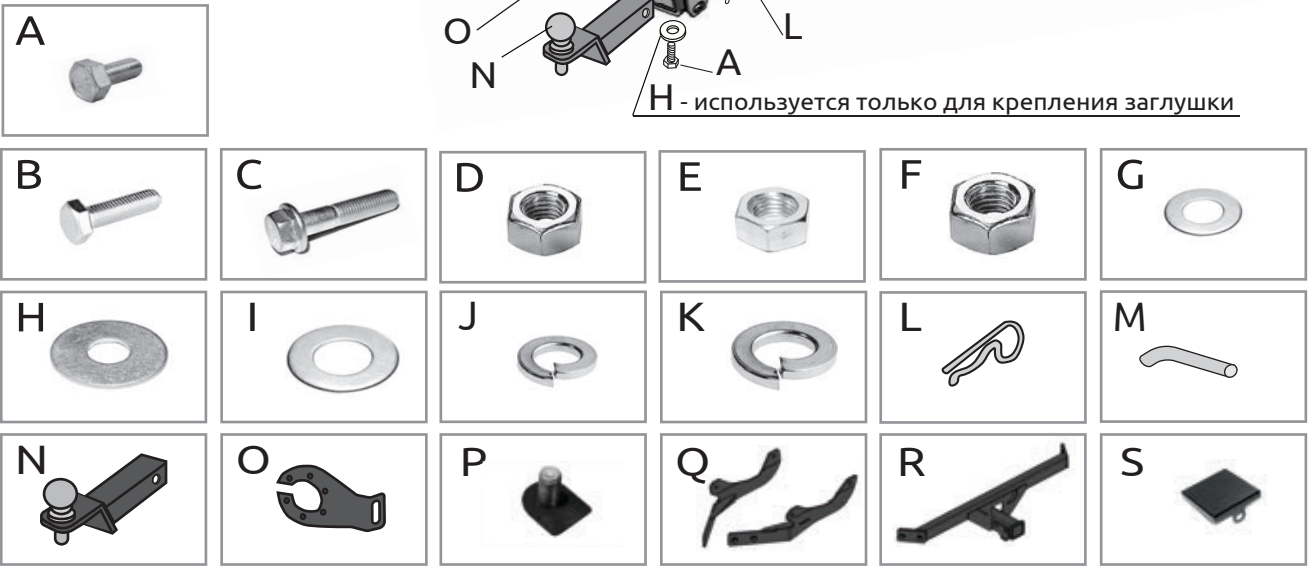 A
O
N
L
A
H - используется только для крепления заглушки
B C D E F G
H I J K L M
N O P Q R S